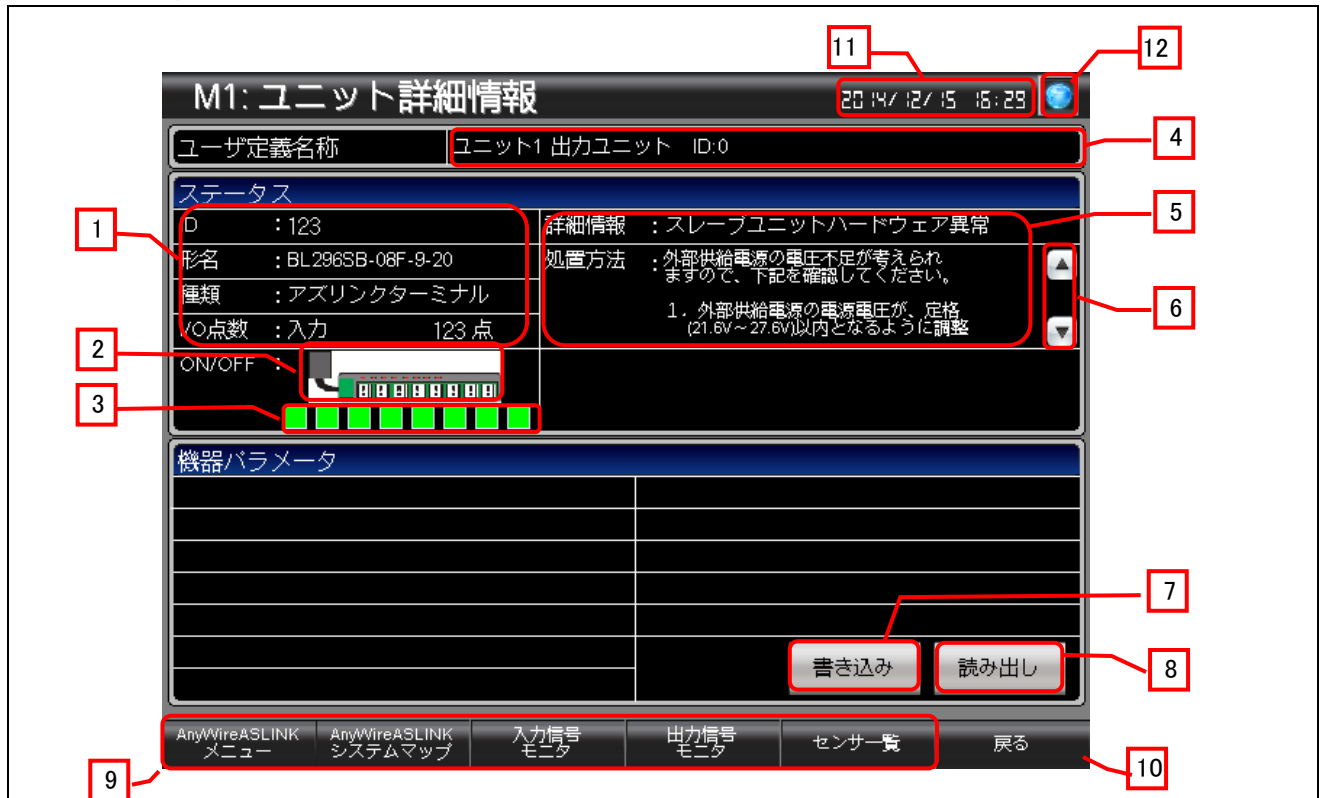 11
12
M1: ユニット詳細情報
2014/12/15 16:29
ユーザ定義名称
ユニット1 出力ユニット ID:0
4
ステータス
1
ID :123
詳細情報 :スレーブユニットハードウェア異常
5
形名 :BL296SB-08F-9-20
処置方法 :外部供給電源の電圧不足が考えられ
ますので、下記を確認してください。
種類 :アズリンクターミナル
1. 外部供給電源の電源電圧が、定格
6
I/O点数 :入力 123 点
(21.6V~27.6V)以内となるように調整
2
ON/OFF :
3
機器パラメータ
7
書き込み
読み出し
8
AnyWireASLINK
メニュー
AnyWireASLINK
システムマップ
入力信号
モニタ
出力信号
モニタ
センサ一覧
戻る
9
10